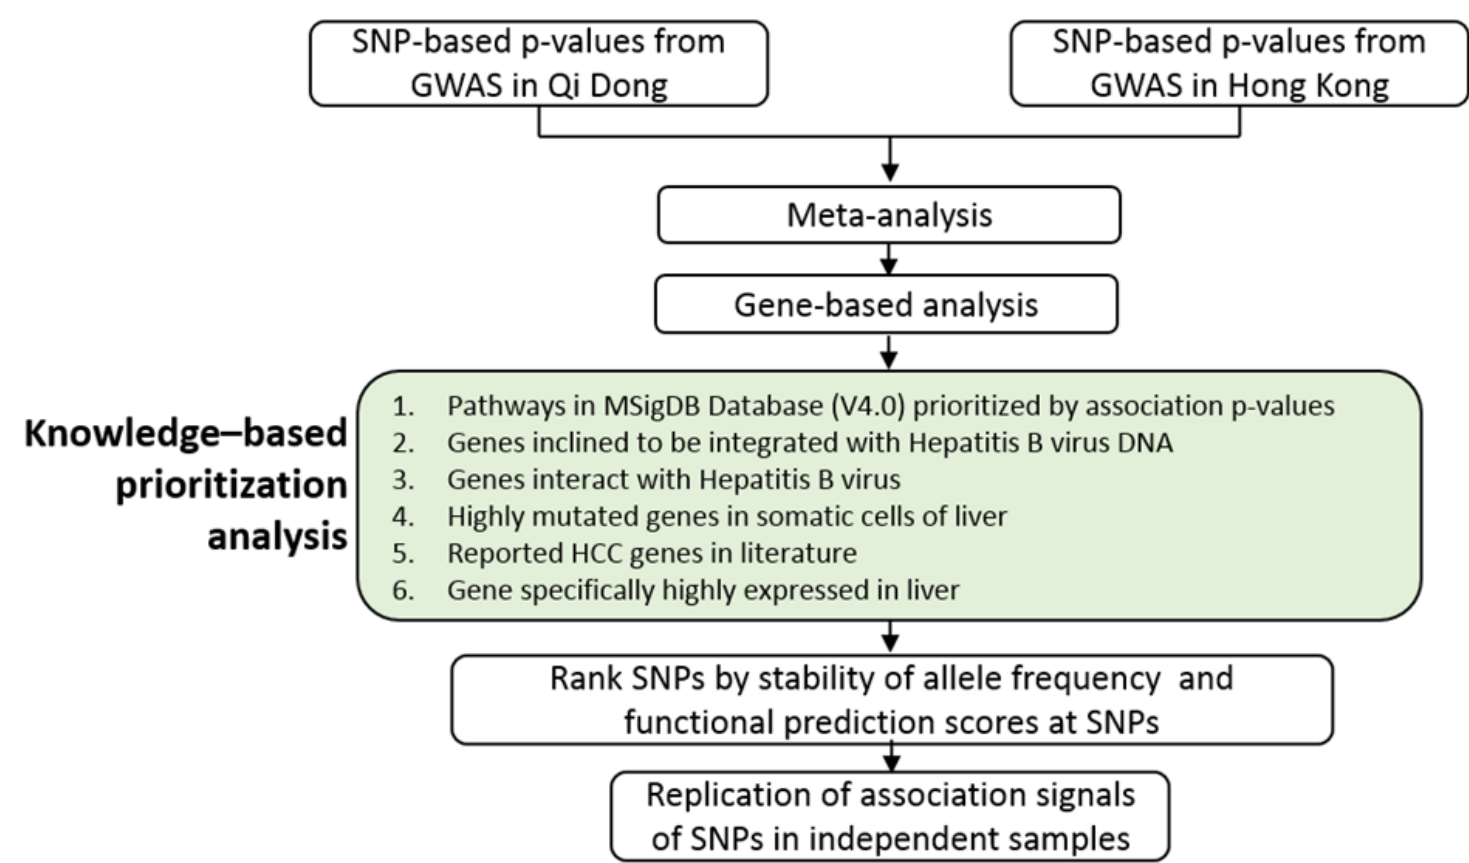 SNP-based p-values from
GWAS in Qi Dong
SNP-based p-values from
GWAS in Hong Kong
Meta-analysis
Gene-based analysis
Knowledge–based
prioritization
analysis
1. Pathways in MSigDB Database (V4.0) prioritized by association p-values
2. Genes inclined to be integrated with Hepatitis B virus DNA
3. Genes interact with Hepatitis B virus
4. Highly mutated genes in somatic cells of liver
5. Reported HCC genes in literature
6. Gene specifically highly expressed in liver
Rank SNPs by stability of allele frequency and
functional prediction scores at SNPs
Replication of association signals
of SNPs in independent samples